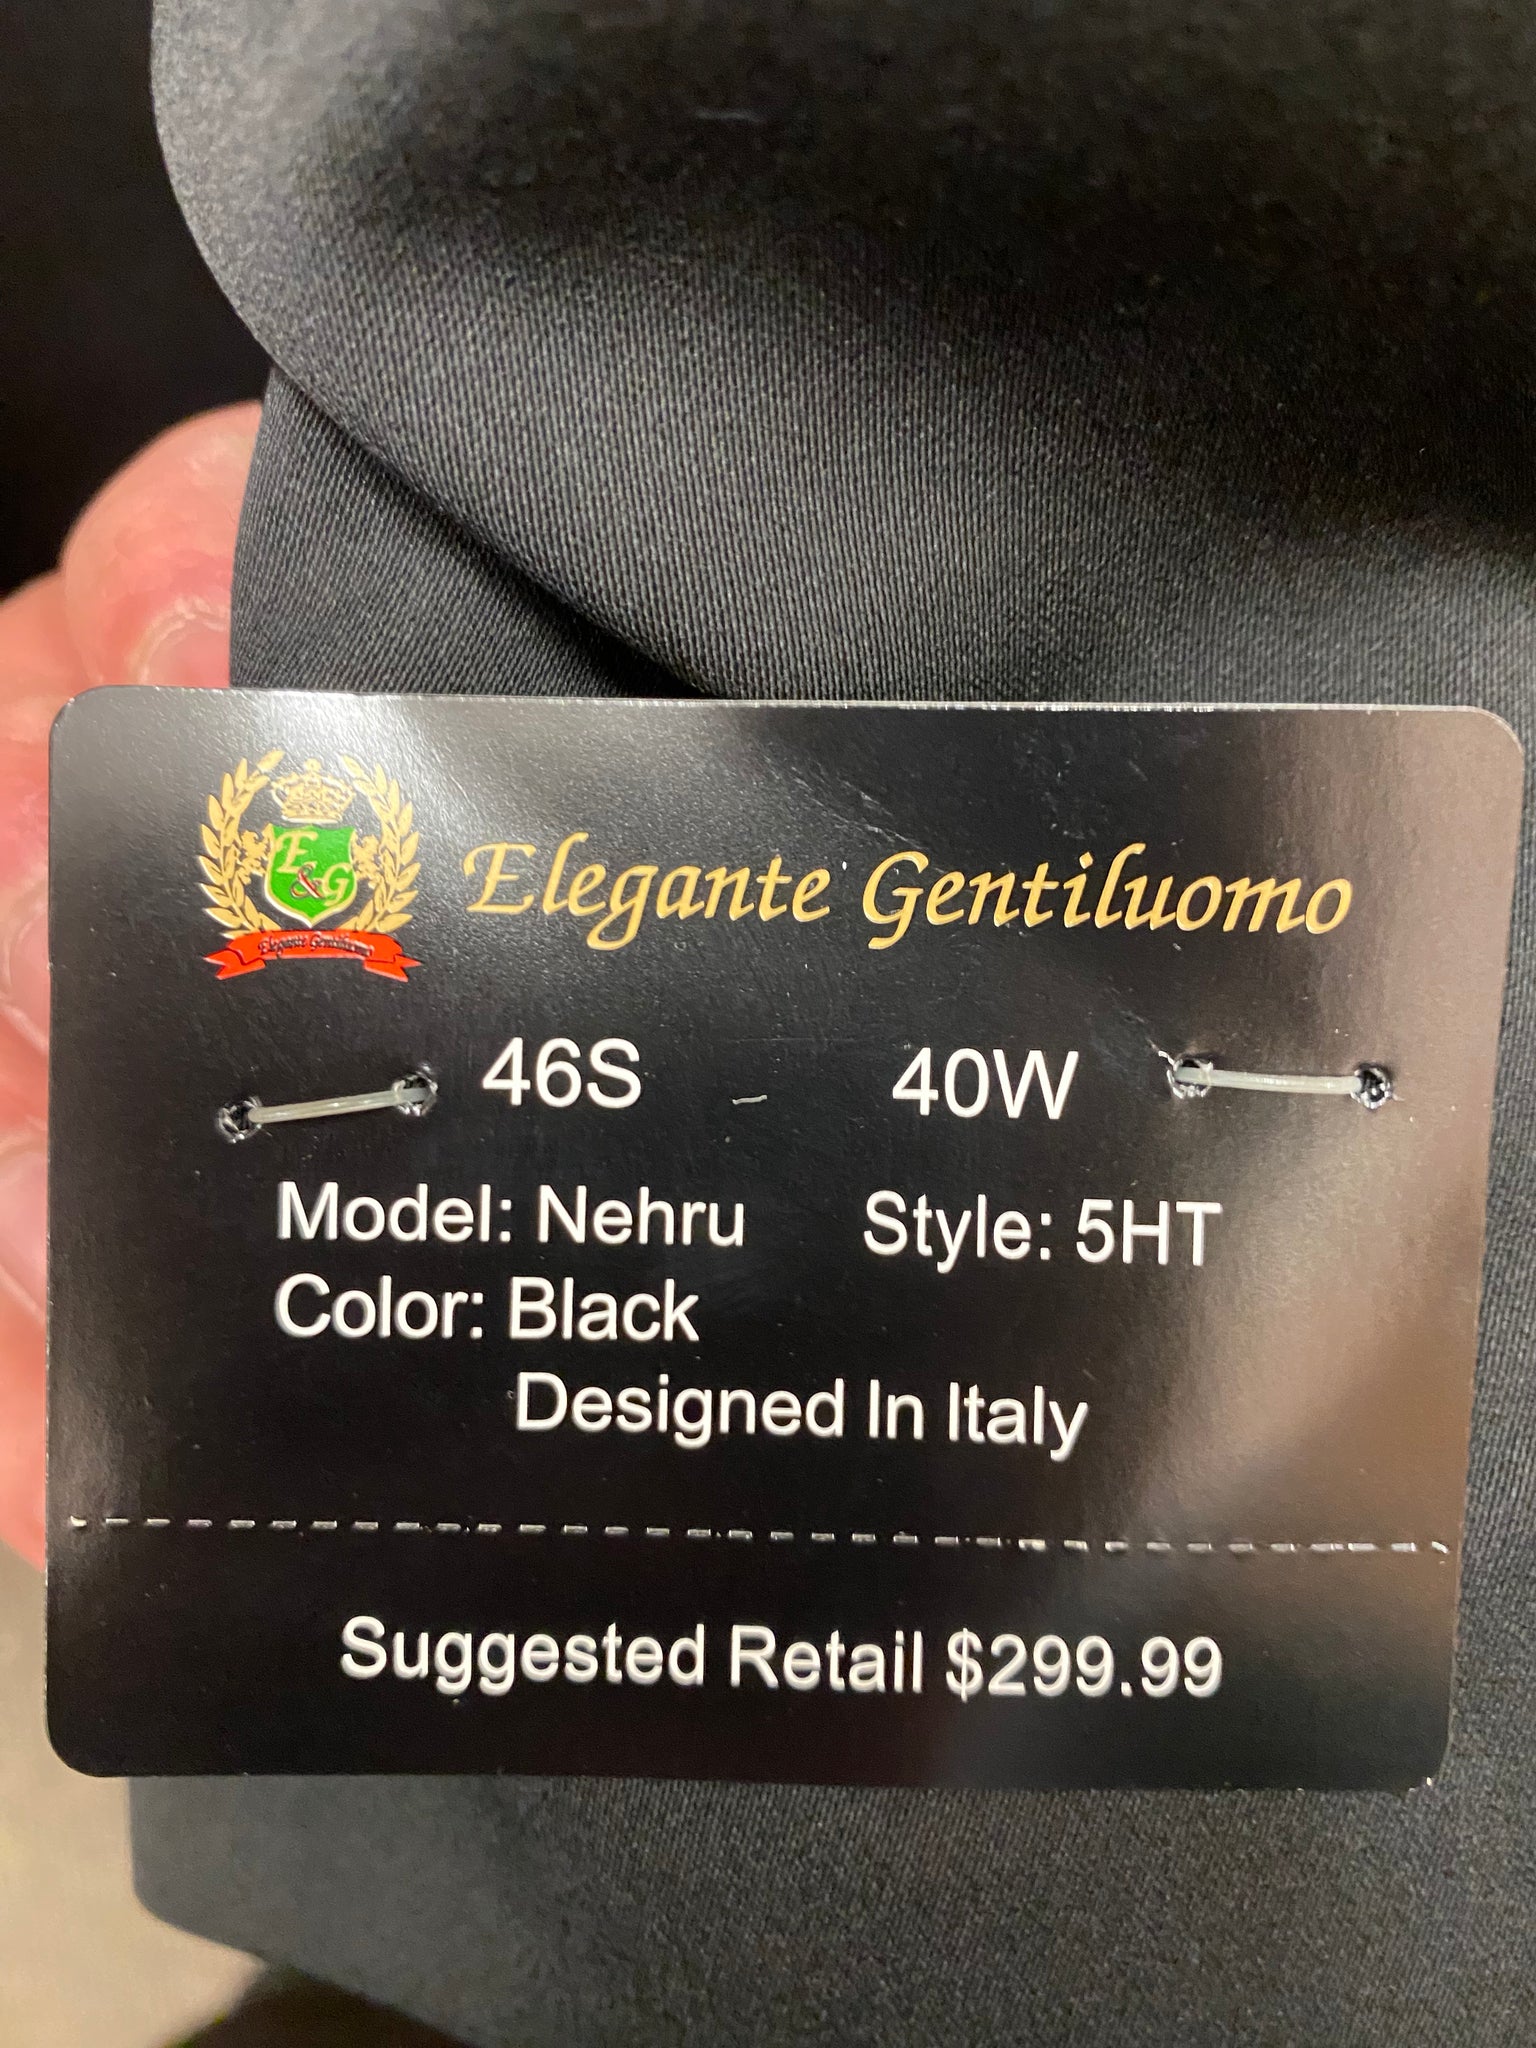 E&G
Elegante Gentiluomo
Elegante Gentiluomo
46S - 40W
Model: Nehru Style: 5HT
Color: Black
Designed In Italy
Suggested Retail $299.99